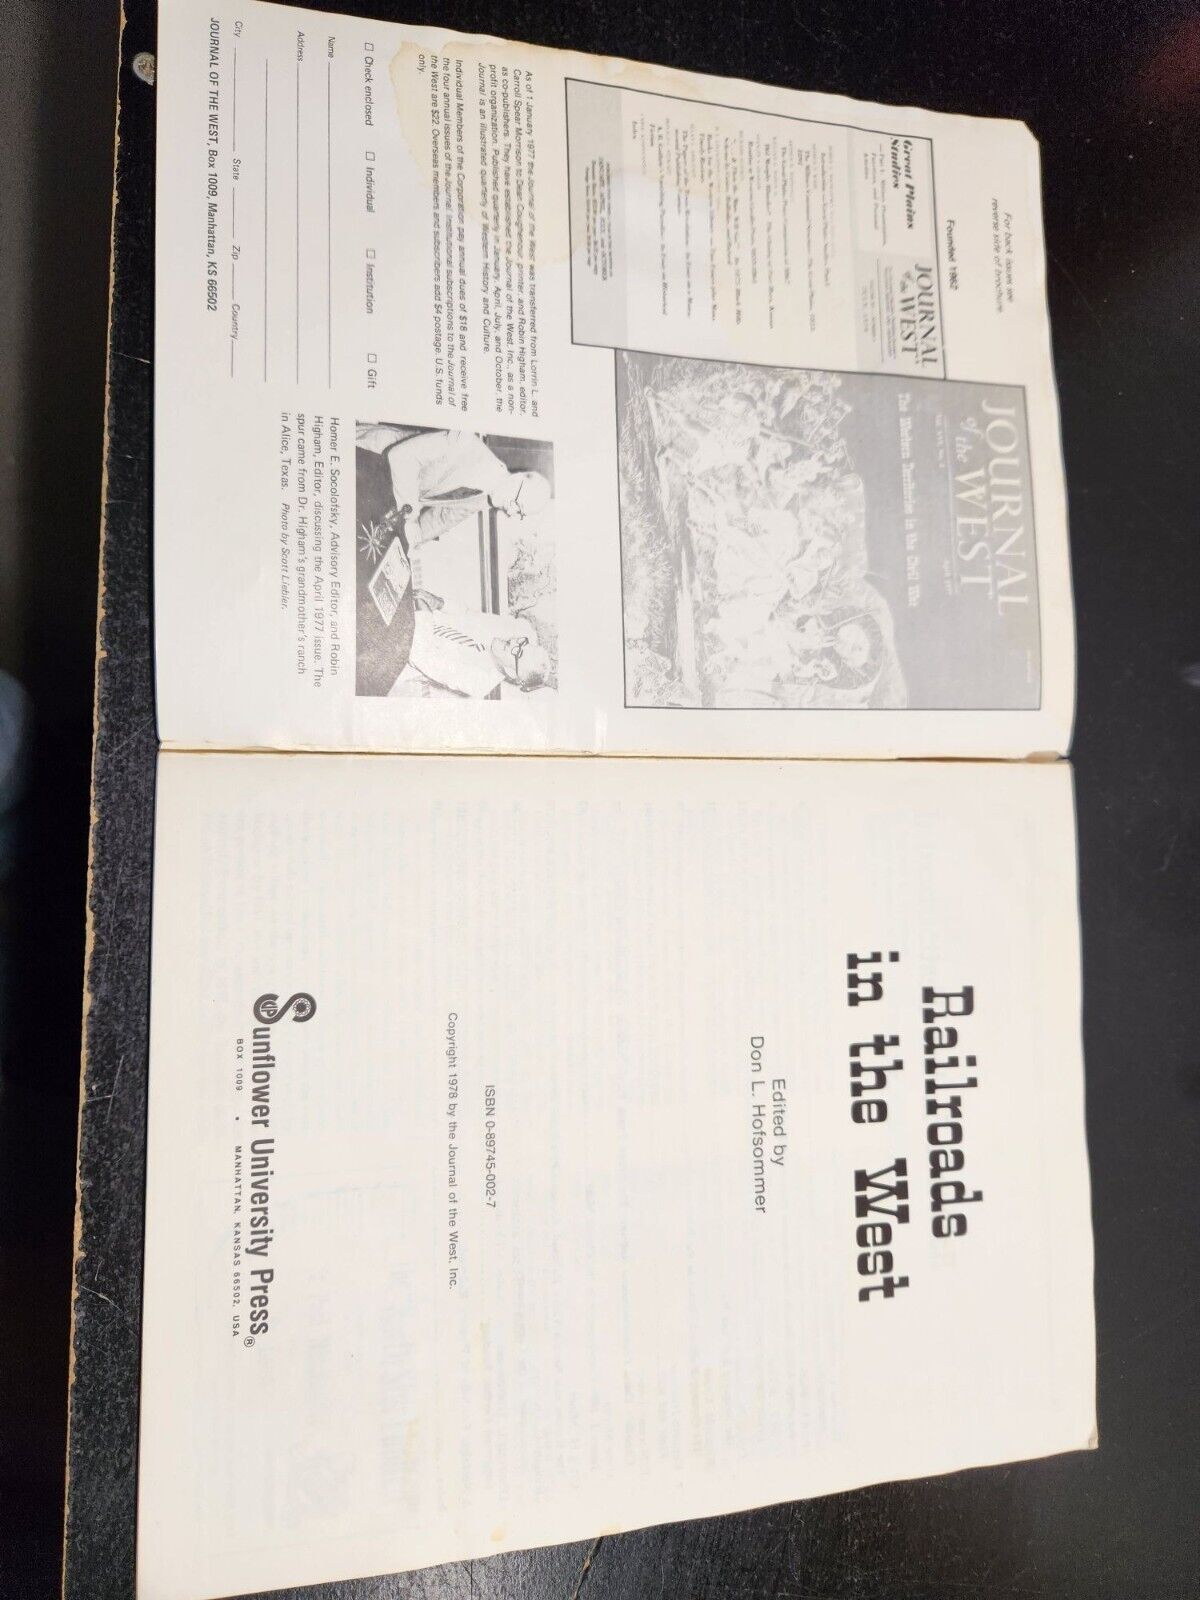 For back issues see
reverse side of brochure.
Founded 1962
JOURNAL
of the
WEST
Great Plains
Studies
JOURNAL
of the WEST
The Western Territories in the Civil War
As of 1 January 1977 the Journal of the West was transferred from Lorrin L. and
Carroll Spear Morrison to Dean Coughenour, printer, and Robin Higham, editor,
as co-publishers. They have established the Journal of the West, Inc., as a non-
profit organization. Published quarterly in January, April, July, and October, the
Journal is an illustrated quarterly of Western History and Culture.
Individual Members of the Corporation pay annual dues of $18 and receive free
the four annual issues of the Journal. Institutional subscriptions to the Journal of
the West are $22. Overseas members and subscribers add $4 postage. U.S. funds
only.
□ Check enclosed □ Individual □ Institution □ Gift
Name
Address
City State Zip Country
JOURNAL OF THE WEST, Box 1009, Manhattan, KS 66502
Homer E. Socolofsky, Advisory Editor, and Robin
Higham, Editor, discussing the April 1977 issue. The
spur came from Dr. Higham's grandmother's ranch
in Alice, Texas. Photo by Scott Liebler.
Railroads
in the West
Edited by
Don L. Hofsommer
ISBN 0-89745-002-7
Copyright 1978 by the Journal of the West, Inc.
Sunflower University Press®
BOX 1009 • MANHATTAN, KANSAS 66502, USA